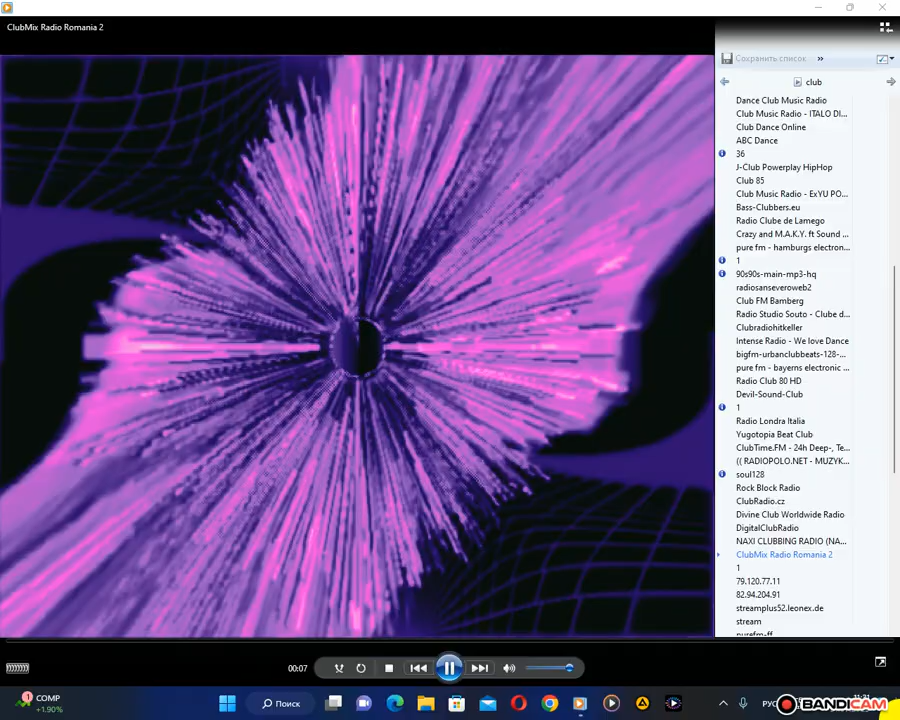 ClubMix Radio Romania 2
Сохранить список »
club
Dance Club Music Radio
Club Music Radio - ITALO DI...
Club Dance Online
ABC Dance
36
J-Club Powerplay HipHop
Club 85
Club Music Radio - ExYU PO...
Bass-Clubbers.eu
Radio Clube de Lamego
Crazy and M.A.K.Y. ft Sound ...
pure fm - hamburgs electron...
1
90s90s-main-mp3-hq
radiosanseveroweb2
Club FM Bamberg
Radio Studio Souto - Clube d...
Clubradiohitkeller
Intense Radio - We love Dance
bigfm-urbanclubbeats-128-...
pure fm - bayerns electronic ...
Radio Club 80 HD
Devil-Sound-Club
1
Radio Londra Italia
Yugotopia Beat Club
ClubTime.FM - 24h Deep-, Te...
(( RADIOPOLO.NET - MUZYK...
soul128
Rock Block Radio
ClubRadio.cz
Divine Club Worldwide Radio
DigitalClubRadio
NAXI CLUBBING RADIO (NA...
ClubMix Radio Romania 2
1
79.120.77.11
82.94.204.91
streamplus52.leonex.de
stream
purefm-ff
00:07
1
COMP
+1.90%
Поиск
РУС
BANDICAM